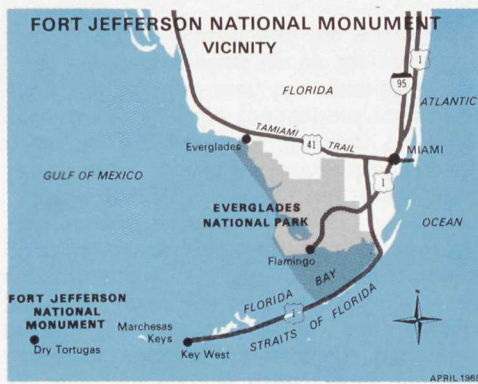 FORT JEFFERSON NATIONAL MONUMENT
VICINITY
1
95
FLORIDA
ATLANTIC
TAMIAMI
41
TRAIL
Everglades
MIAMI
GULF OF MEXICO
1
EVERGLADES
NATIONAL PARK
OCEAN
Flamingo
FLORIDA
BAY
FORT JEFFERSON
NATIONAL
MONUMENT
Dry Tortugas
Marchesas
Keys
Key West
1
STRAITS OF FLORIDA